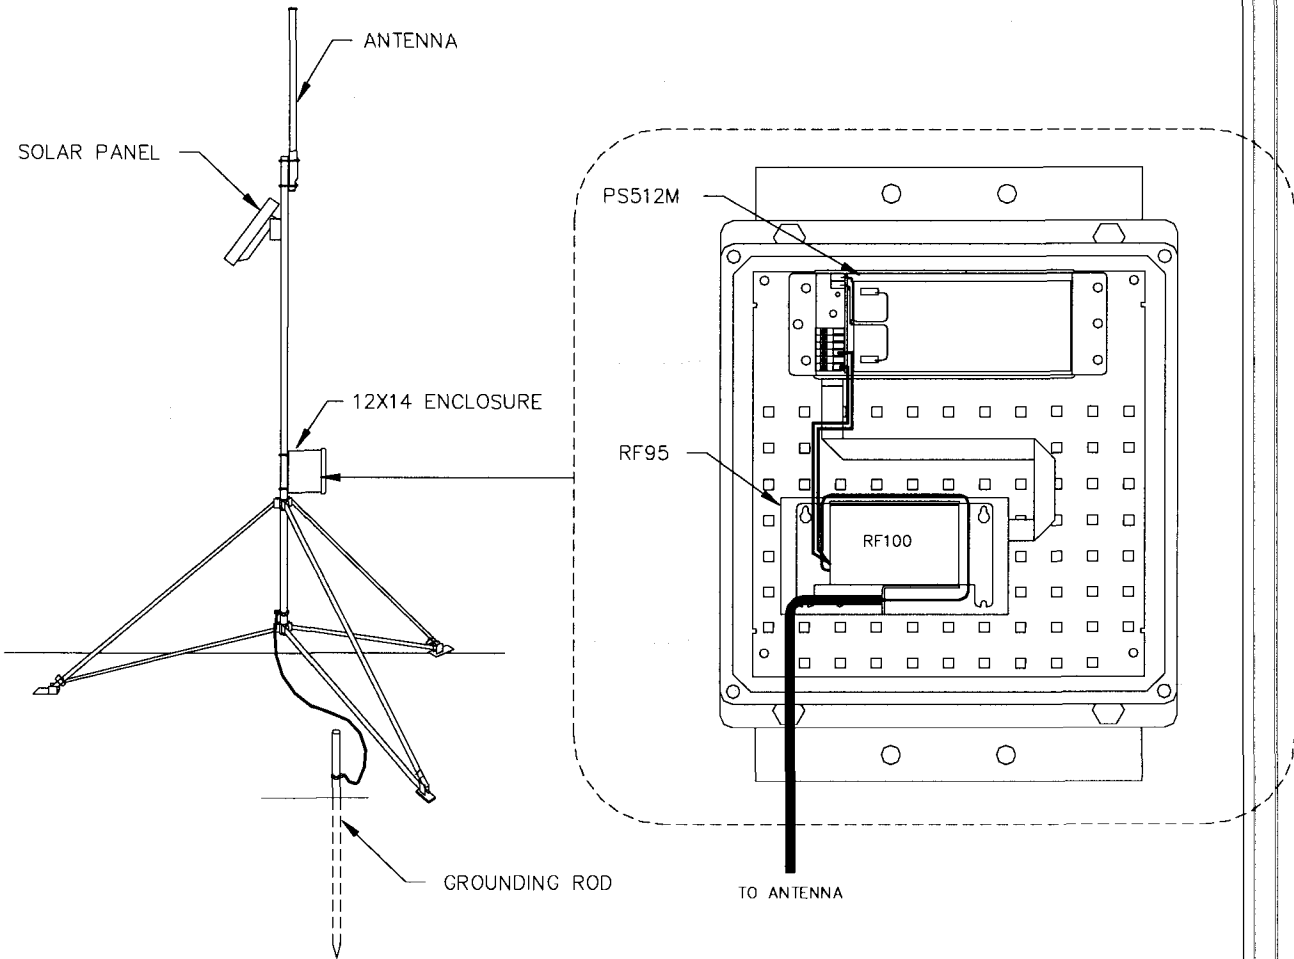 ANTENNA
SOLAR PANEL
PS512M
12X14 ENCLOSURE
RF95
RF100
GROUNDING ROD
TO ANTENNA